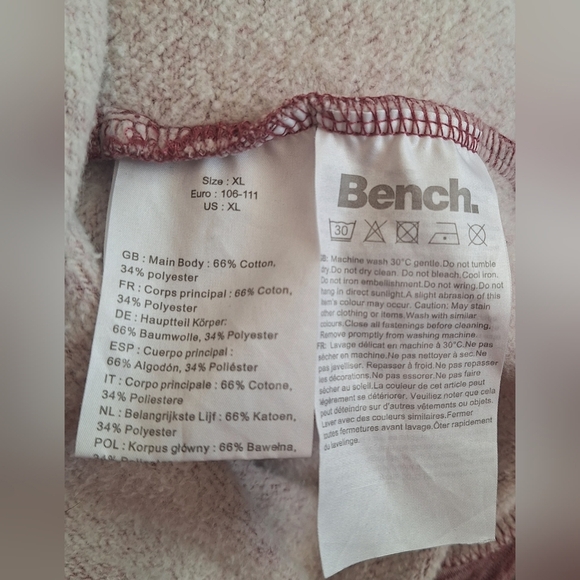 Size : XL
Euro : 106-111
US : XL
GB : Main Body : 66% Cotton,
34% polyester
FR : Corps principal : 66% Coton,
34% Polyester
DE : Hauptteil Körper:
66% Baumwolle, 34% Polyester
ESP : Cuerpo principal :
66% Algodón, 34% Poliéster
IT : Corpo principale : 66% Cotone,
34% Poliestere
NL : Belangrijkste Lijf : 66% Katoen,
34% Polyester
POL : Korpus główny : 66% Bawełna,
34% Poliester
Bench.
30
Machine wash 30°C gentle.Do not tumble
dry.Do not dry clean. Do not bleach.Cool iron.
Do not iron embellishment.Do not wring.Do not
hang in direct sunlight.A slight abrasion of this
item's colour may occur. Caution: May stain
other clothing or items.Wash with similar
colours.Close all fastenings before cleaning.
Remove promptly from washing machine.
FR: Lavage délicat en machine à 30°C.Ne pas
sécher en machine.Ne pas nettoyer à sec.Ne
pas javelliser. Repasser à froid.Ne pas repasser
les décorations.Ne pas essorer.Ne pas faire
sécher au soleil.La couleur de cet article peut
légèrement se détériorer. Veuillez noter que cela
peut déteindre sur d'autres vêtements ou objets.
Laver avec des couleurs similaires.Fermer
toutes fermetures avant lavage.Ôter rapidement
du lavelinge.